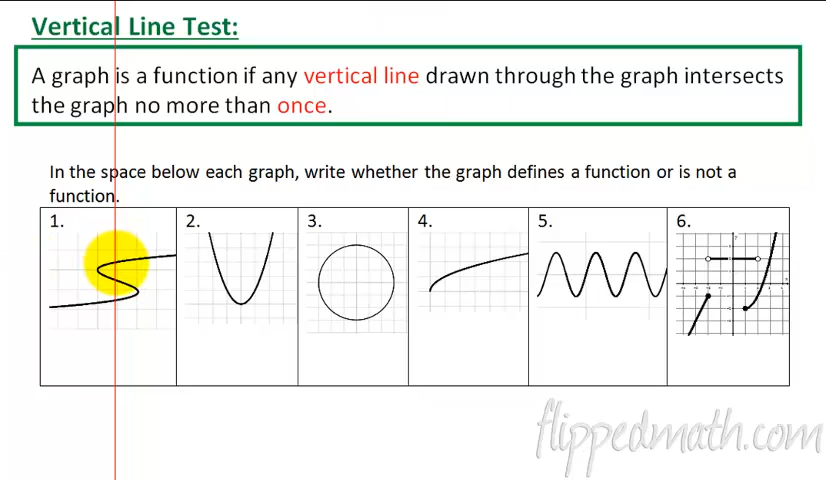 Vertical Line Test:
A graph is a function if any vertical line drawn through the graph intersects
the graph no more than once.
In the space below each graph, write whether the graph defines a function or is not a
function.
1. 2. 3. 4. 5. 6.
flippedmath.com